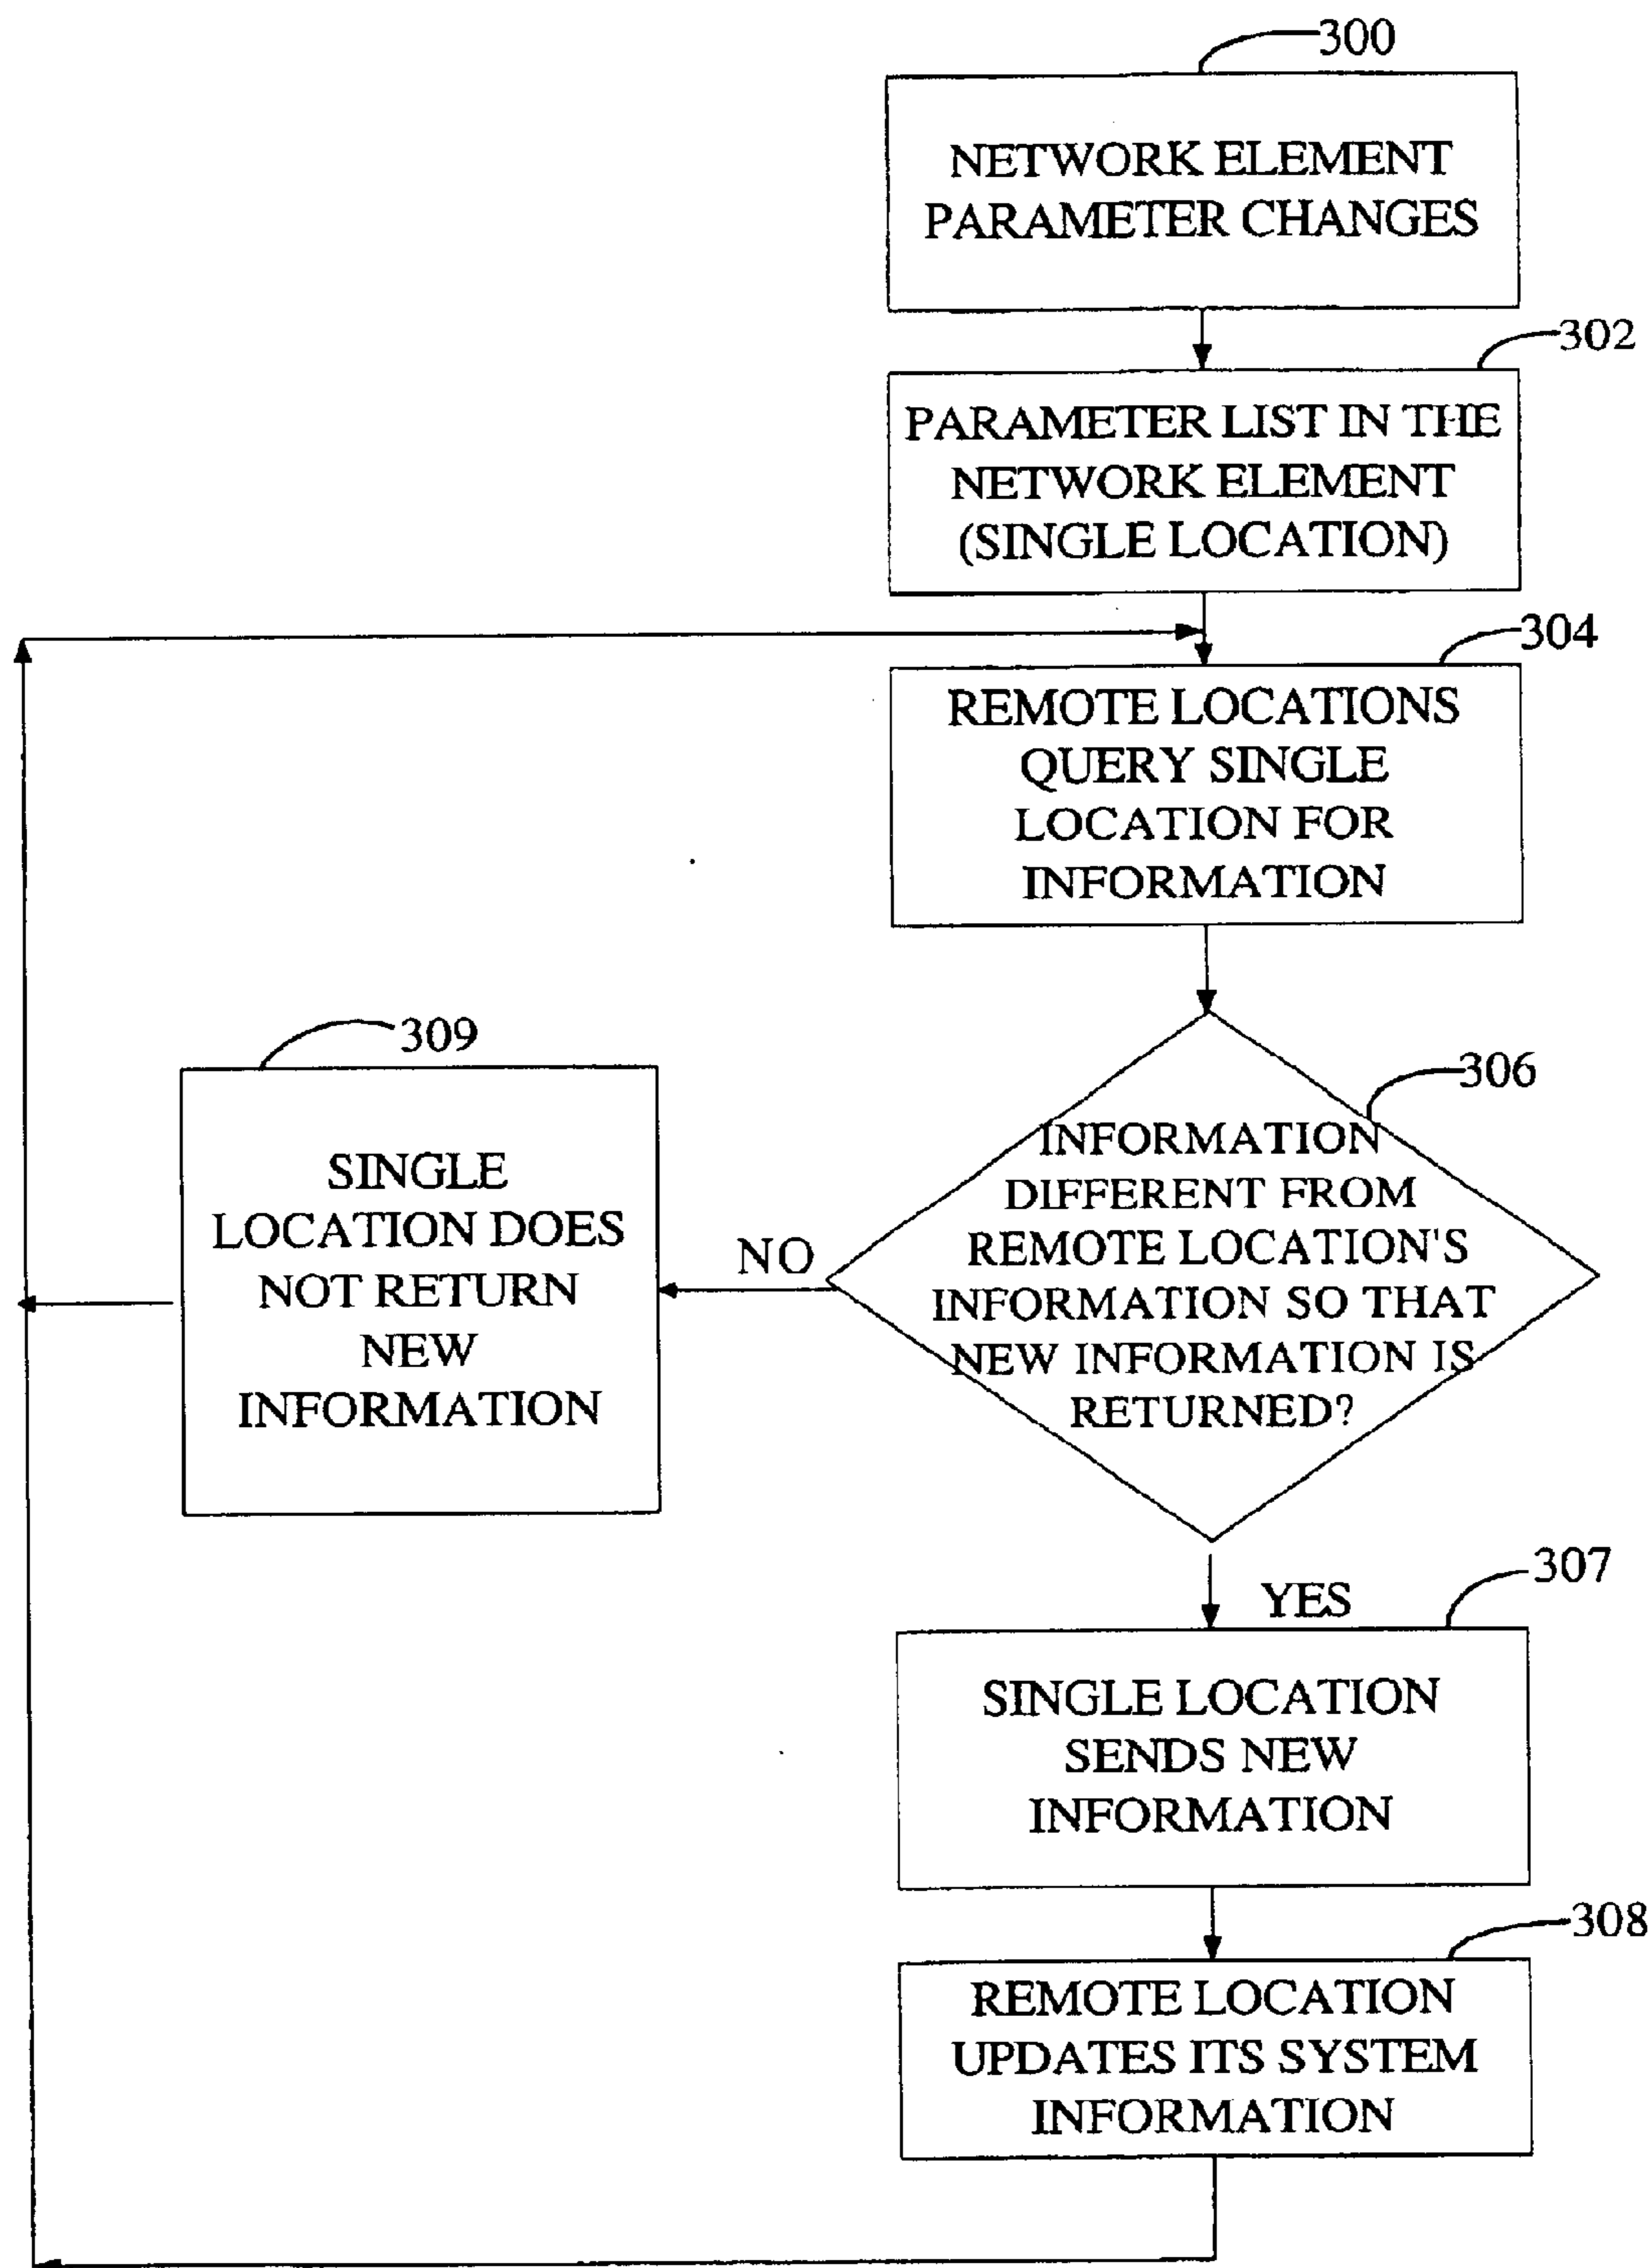 300
NETWORK ELEMENT
PARAMETER CHANGES
302
PARAMETER LIST IN THE
NETWORK ELEMENT
(SINGLE LOCATION)
304
REMOTE LOCATIONS
QUERY SINGLE
LOCATION FOR
INFORMATION
306
INFORMATION
DIFFERENT FROM
REMOTE LOCATION'S
INFORMATION SO THAT
NEW INFORMATION IS
RETURNED?
NO
309
SINGLE
LOCATION DOES
NOT RETURN
NEW
INFORMATION
YES
307
SINGLE LOCATION
SENDS NEW
INFORMATION
308
REMOTE LOCATION
UPDATES ITS SYSTEM
INFORMATION